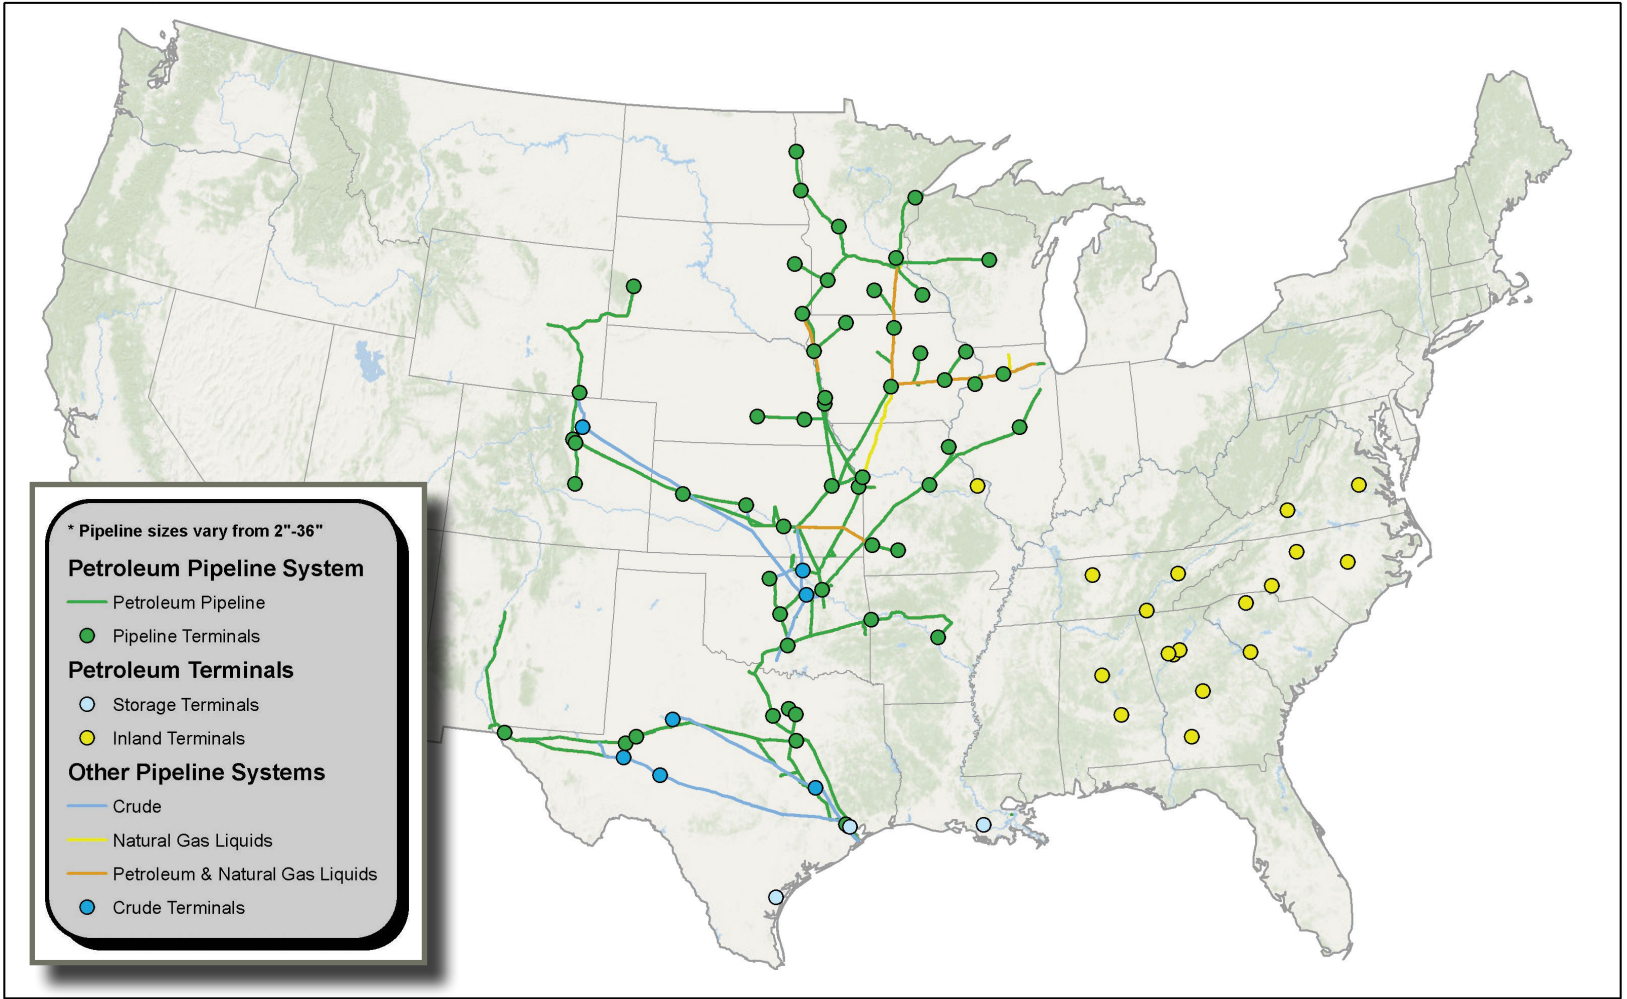 * Pipeline sizes vary from 2"-36"
Petroleum Pipeline System
Petroleum Pipeline
Pipeline Terminals
Petroleum Terminals
Storage Terminals
Inland Terminals
Other Pipeline Systems
Crude
Natural Gas Liquids
Petroleum & Natural Gas Liquids
Crude Terminals